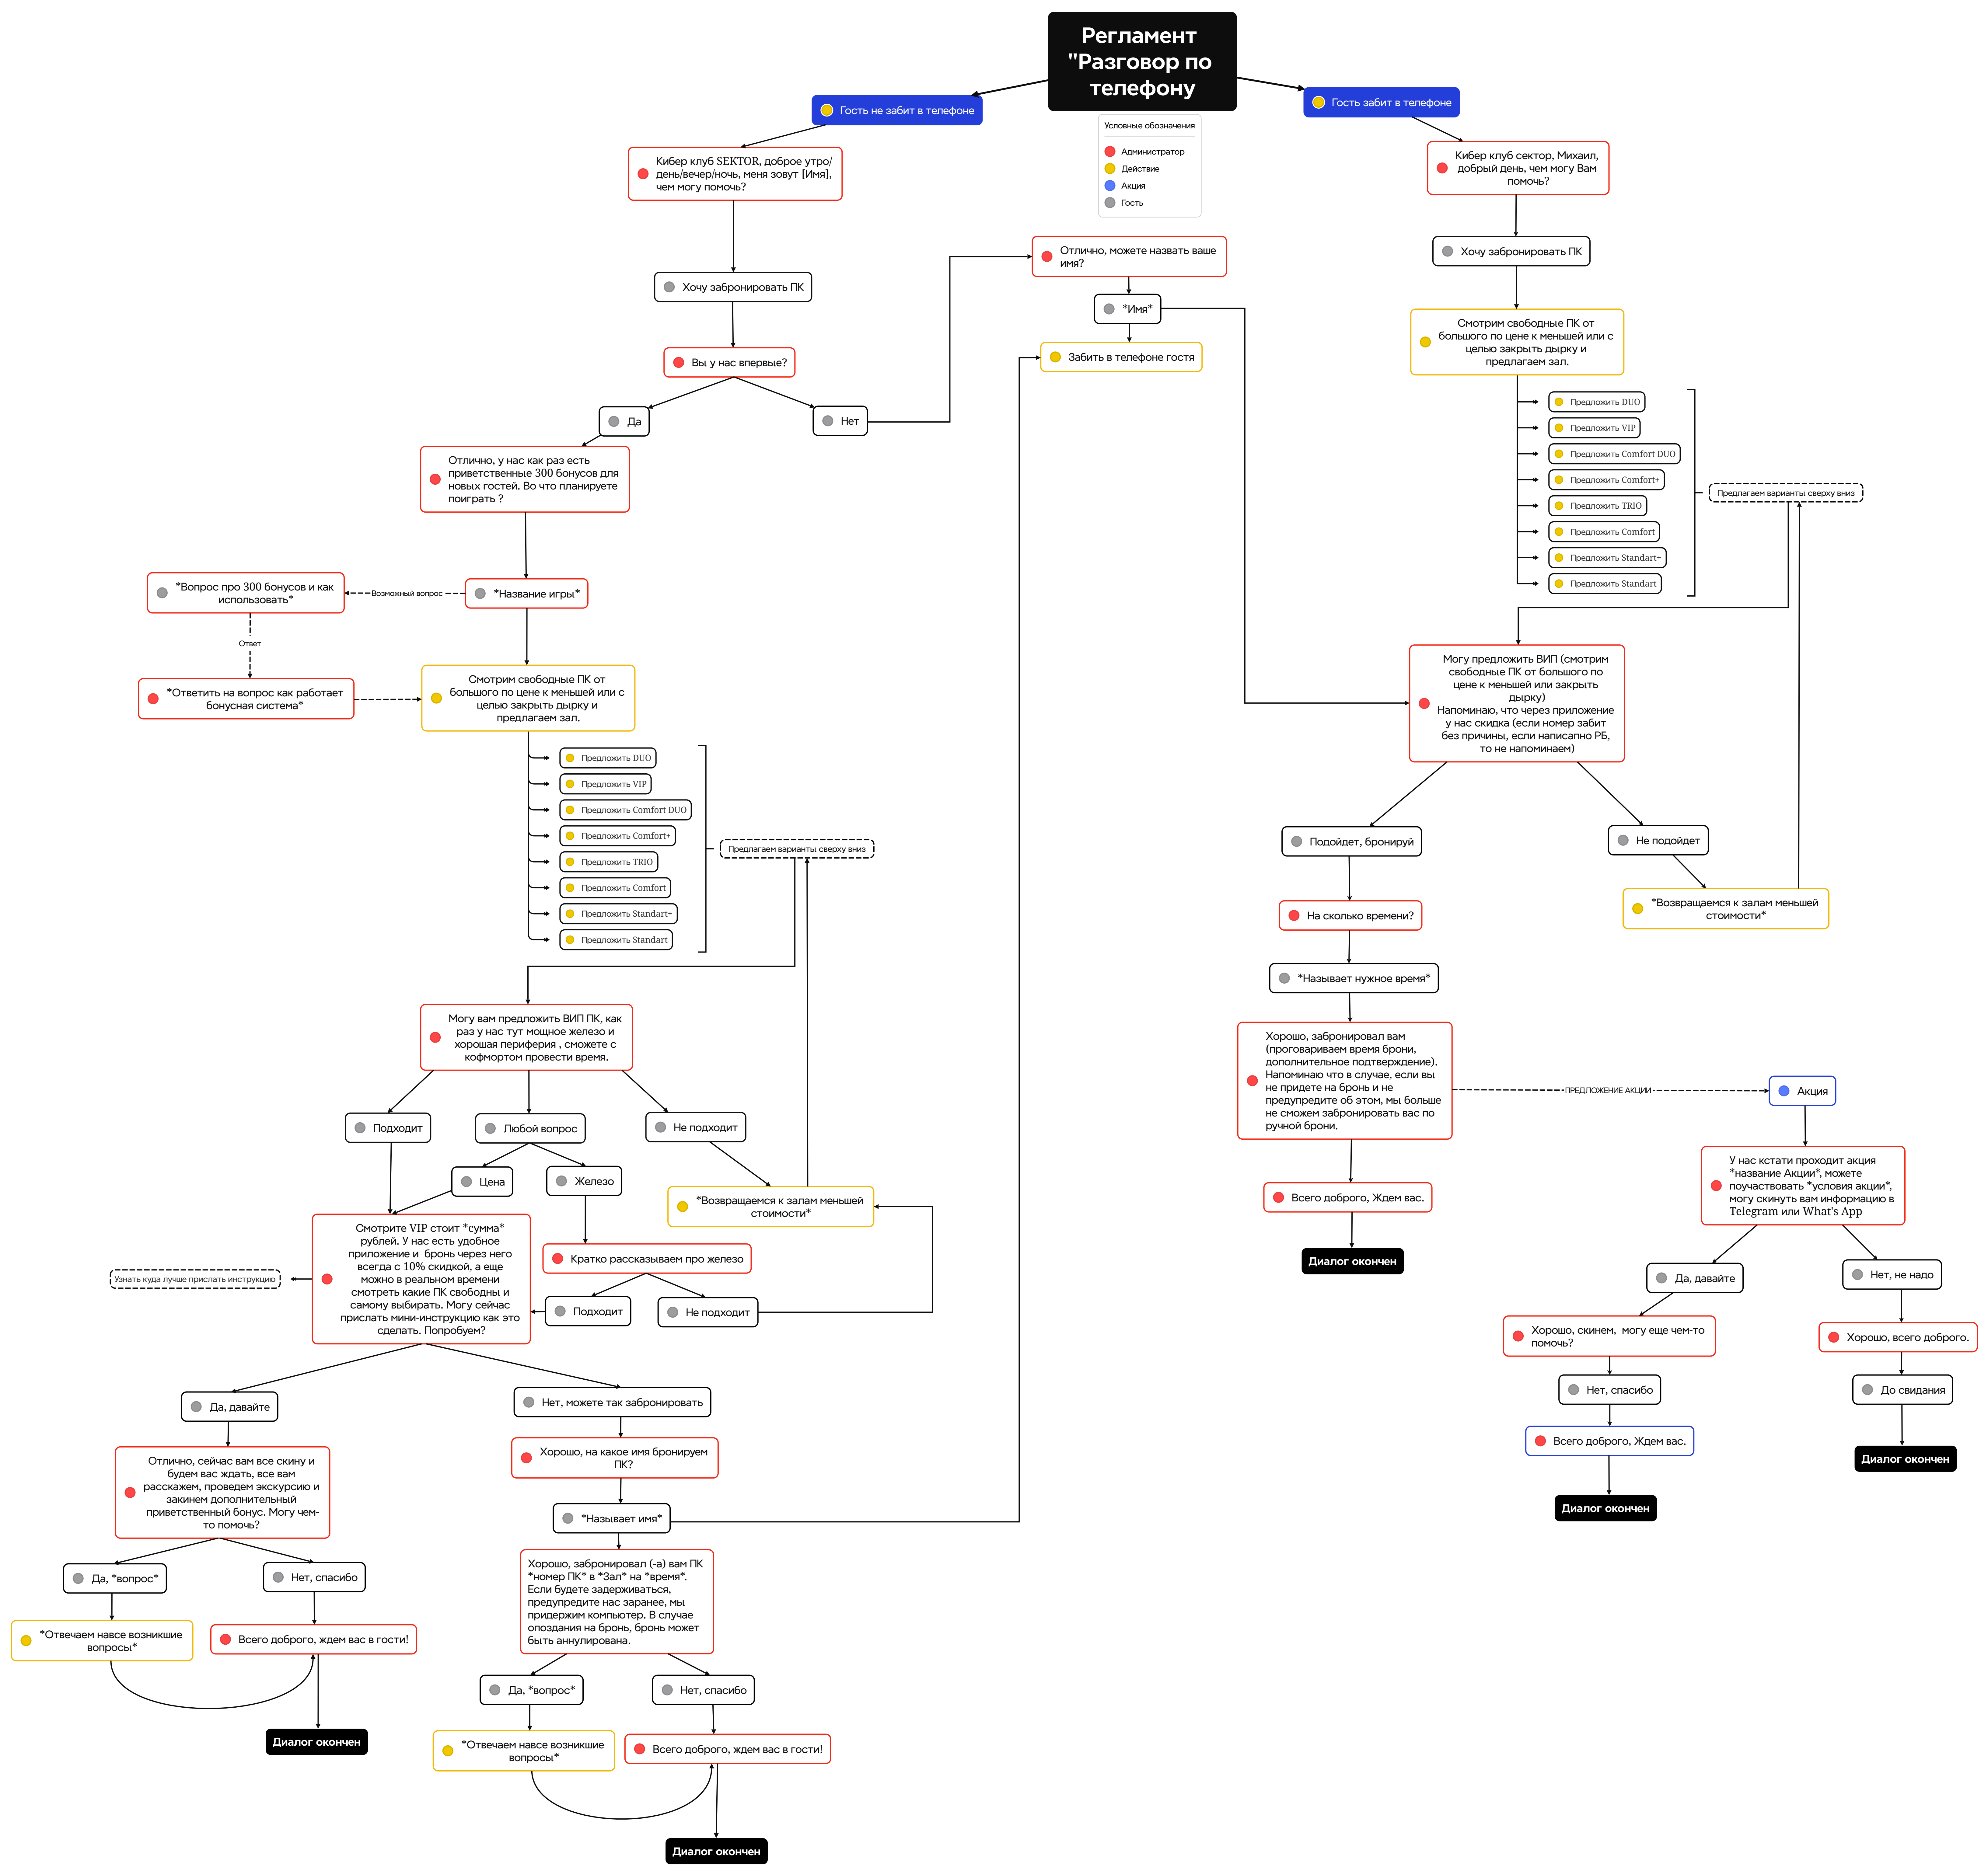 Регламент
"Разговор по
телефону
Гость не забит в телефоне
Гость забит в телефоне
Условные обозначения
Администратор
Действие
Акция
Гость
Кибер клуб SEKTOR, доброе утро/
день/вечер/ночь, меня зовут [Имя],
чем могу помочь?
Хочу забронировать ПК
Вы у нас впервые?
Да
Нет
Отлично, можете назвать ваше
имя?
*Имя*
Забить в телефоне гостя
Отлично, у нас как раз есть
приветственные 300 бонусов для
новых гостей. Во что планируете
поиграть ?
*Название игры*
Возможный вопрос
*Вопрос про 300 бонусов и как
использовать*
Ответ
*Ответить на вопрос как работает
бонусная система*
Смотрим свободные ПК от
большого по цене к меньшей или с
целью закрыть дырку и
предлагаем зал.
Предложить DUO
Предложить VIP
Предложить Comfort DUO
Предложить Comfort+
Предложить TRIO
Предложить Comfort
Предложить Standart+
Предложить Standart
Предлагаем варианты сверху вниз
Могу вам предложить ВИП ПК, как
раз у нас тут мощное железо и
хорошая периферия , сможете с
кофмортом провести время.
Подходит
Любой вопрос
Не подходит
Цена
Железо
*Возвращаемся к залам меньшей
стоимости*
Смотрите VIP стоит *сумма*
рублей. У нас есть удобное
приложение и  бронь через него
всегда с 10% скидкой, а еще
можно в реальном времени
смотреть какие ПК свободны и
самому выбирать. Могу сейчас
прислать мини-инструкцию как это
сделать. Попробуем?
Узнать куда лучше прислать инструкцию
Кратко рассказываем про железо
Подходит
Не подходит
Да, давайте
Нет, можете так забронировать
Отлично, сейчас вам все скину и
будем вас ждать, все вам
расскажем, проведем экскурсию и
закинем дополнительный
приветственный бонус. Могу чем-
то помочь?
Да, *вопрос*
Нет, спасибо
*Отвечаем навсе возникшие
вопросы*
Всего доброго, ждем вас в гости!
Диалог окончен
Хорошо, на какое имя бронируем
ПК?
*Называет имя*
Хорошо, забронировал (-а) вам ПК
*номер ПК* в *Зал* на *время*.
Если будете задерживаться,
предупредите нас заранее, мы
придержим компьютер. В случае
опоздания на бронь, бронь может
быть аннулирована.
Да, *вопрос*
Нет, спасибо
*Отвечаем навсе возникшие
вопросы*
Всего доброго, ждем вас в гости!
Диалог окончен
Кибер клуб сектор, Михаил,
добрый день, чем могу Вам
помочь?
Хочу забронировать ПК
Смотрим свободные ПК от
большого по цене к меньшей или с
целью закрыть дырку и
предлагаем зал.
Предложить DUO
Предложить VIP
Предложить Comfort DUO
Предложить Comfort+
Предложить TRIO
Предложить Comfort
Предложить Standart+
Предложить Standart
Предлагаем варианты сверху вниз
Могу предложить ВИП (смотрим
свободные ПК от большого по
цене к меньшей или закрыть
дырку)
Напоминаю, что через приложение
у нас скидка (если номер забит
без причины, если написапно РБ,
то не напоминаем)
Подойдет, бронируй
Не подойдет
*Возвращаемся к залам меньшей
стоимости*
На сколько времени?
*Называет нужное время*
Хорошо, забронировал вам
(проговариваем время брони,
дополнительное подтверждение).
Напоминаю что в случае, если вы
не придете на бронь и не
предупредите об этом, мы больше
не сможем забронировать вас по
ручной брони.
ПРЕДЛОЖЕНИЕ АКЦИИ
Акция
Всего доброго, Ждем вас.
Диалог окончен
У нас кстати проходит акция
*название Акции*, можете
поучаствовать *условия акции*,
могу скинуть вам информацию в
Telegram или What's App
Да, давайте
Нет, не надо
Хорошо, скинем,  могу еще чем-то
помочь?
Хорошо, всего доброго.
Нет, спасибо
До свидания
Всего доброго, Ждем вас.
Диалог окончен
Диалог окончен